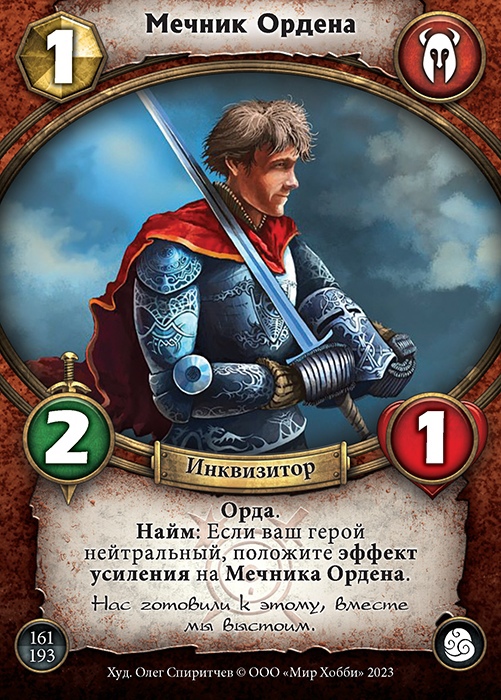 Мечник Ордена
1
2
1
Инквизитор
Орда.
Найм: Если ваш герой
нейтральный, положите эффект
усиления на Мечника Ордена.
Нас готовили к этому, вместе
мы выстоим.
161
193
Худ. Олег Спиритчев © ООО «Мир Хобби» 2023